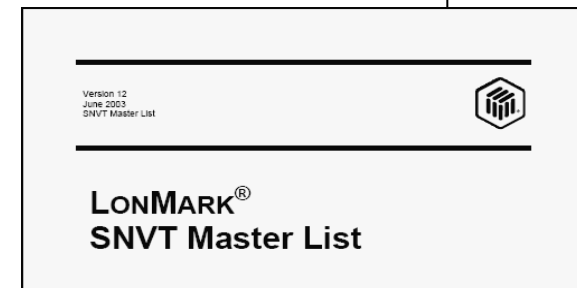 Version 12
June 2003
SNVT Master List
LONMARK®
SNVT Master List